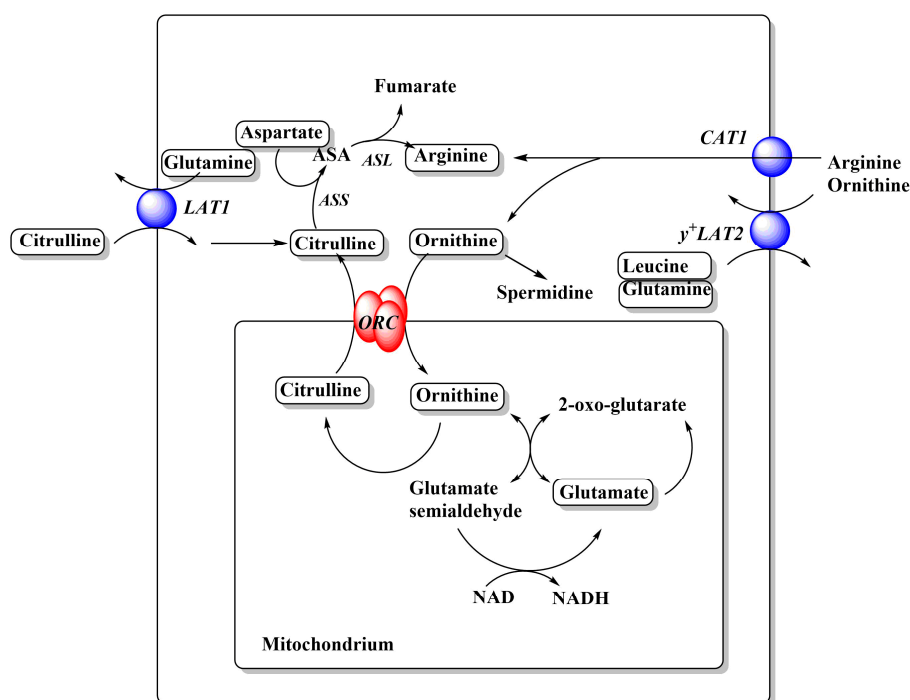 Fumarate
Aspartate
ASA
ASL
Arginine
CAT1
Arginine
Ornithine
Glutamine
LAT1
ASS
Citrulline
Citrulline
Ornithine
y+LAT2
Leucine
Glutamine
Spermidine
ORC
Citrulline
Ornithine
2-oxo-glutarate
Glutamate
semialdehyde
Glutamate
NAD
NADH
Mitochondrium